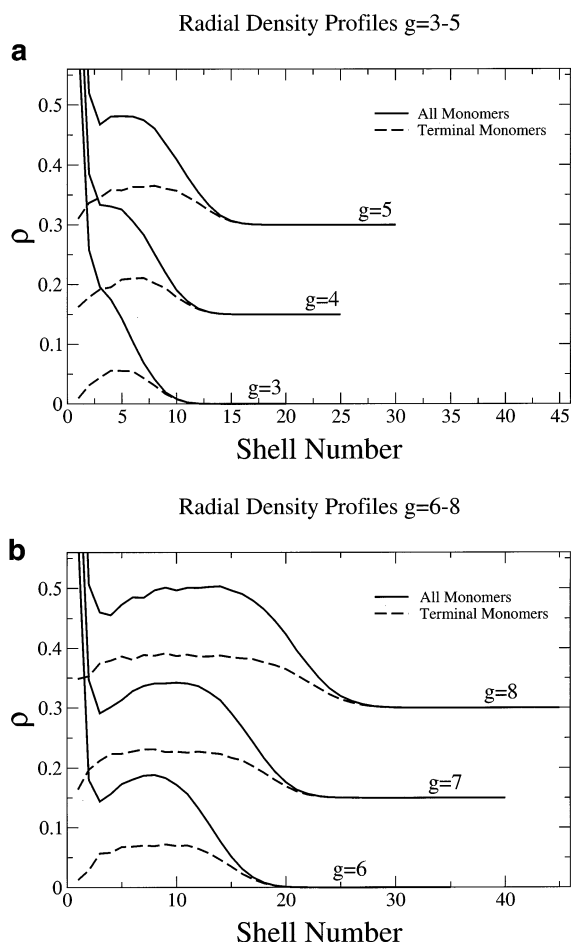 Radial Density Profiles g=3-5
a
0.5
0.4
0.3
0.2
0.1
0
ρ
All Monomers
Terminal Monomers
g=5
g=4
g=3
0 5 10 15 20 25 30 35 40 45
Shell Number
Radial Density Profiles g=6-8
b
0.5
0.4
0.3
0.2
0.1
0
ρ
All Monomers
Terminal Monomers
g=8
g=7
g=6
0 10 20 30 40
Shell Number